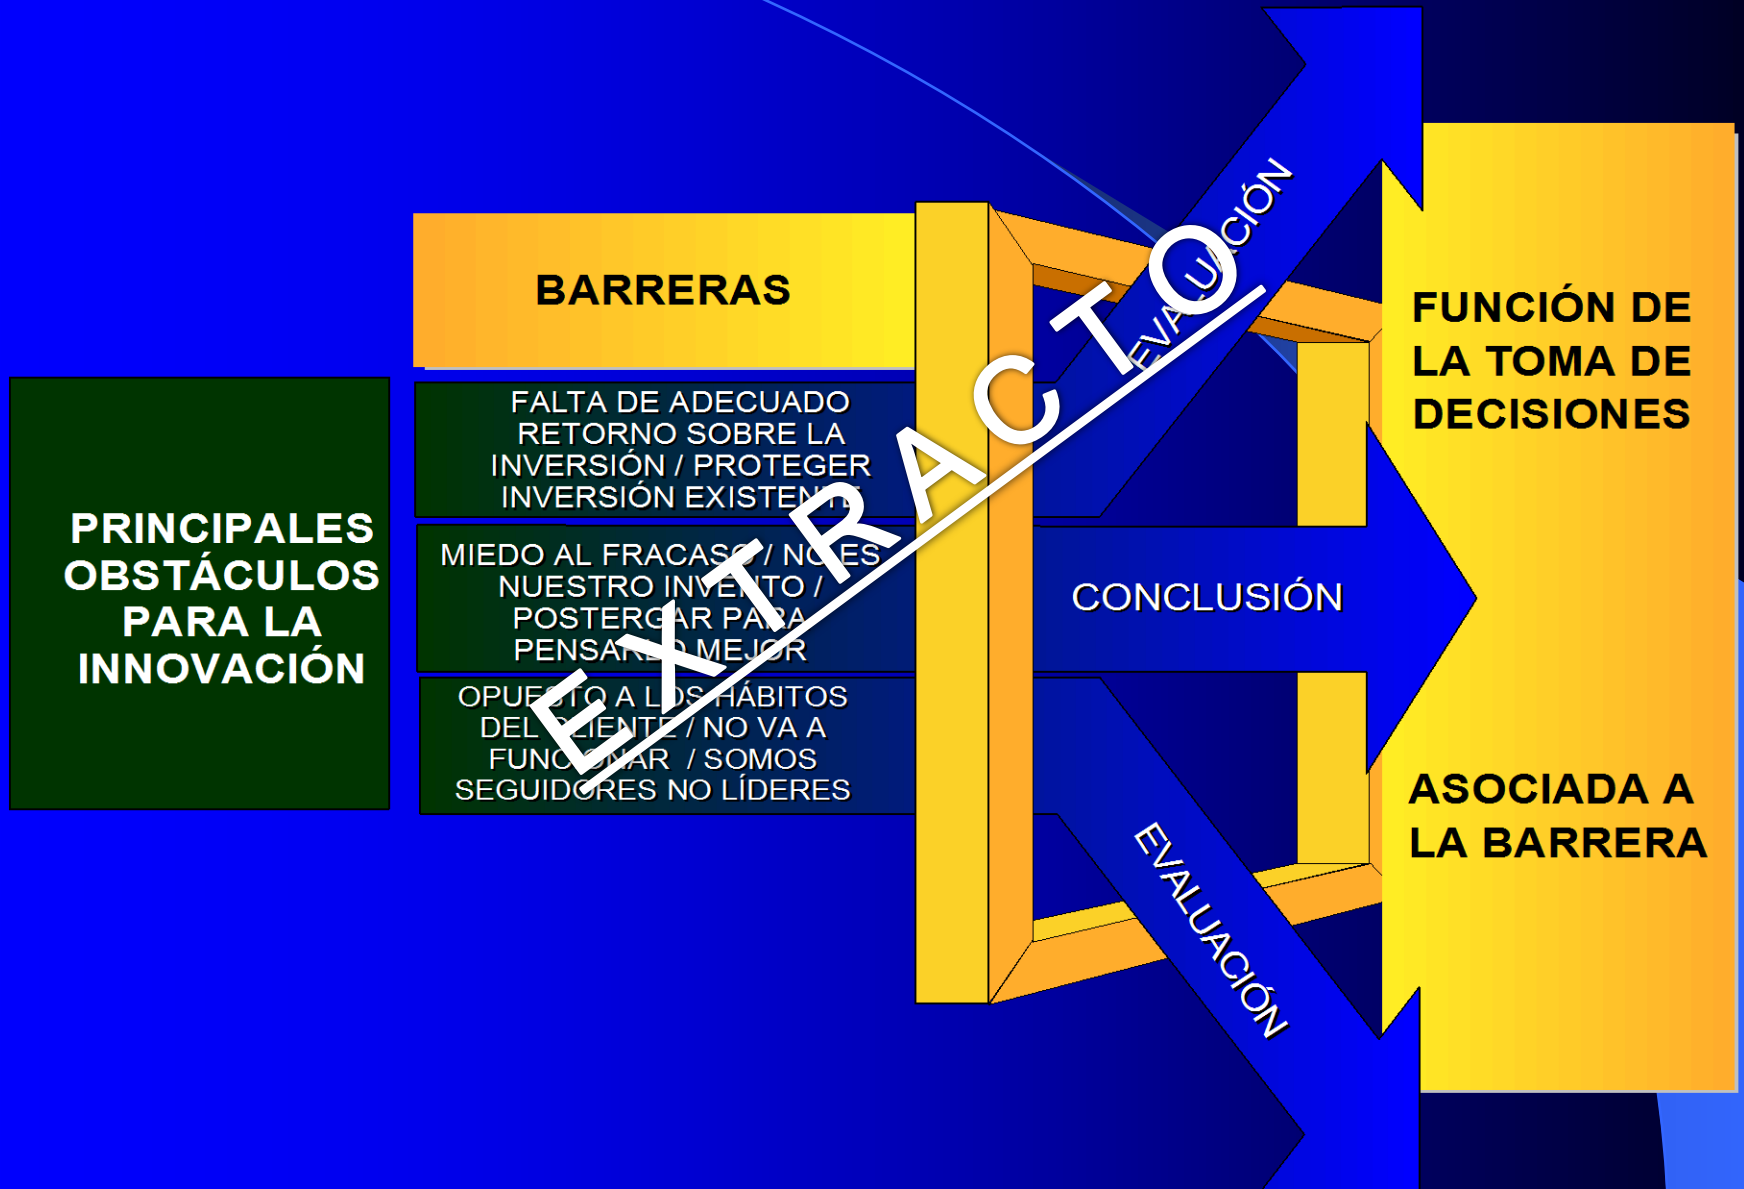 PRINCIPALES
OBSTÁCULOS
PARA LA
INNOVACIÓN
BARRERAS
FALTA DE ADECUADO
RETORNO SOBRE LA
INVERSIÓN / PROTEGER
INVERSIÓN EXISTENTE
MIEDO AL FRACASO / NO ES
NUESTRO INVENTO /
POSTERGAR PARA
PENSARLO MEJOR
OPUESTO A LOS HÁBITOS
DEL CLIENTE / NO VA A
FUNCIONAR / SOMOS
SEGUIDORES NO LÍDERES
EVALUACIÓN
CONCLUSIÓN
EVALUACIÓN
FUNCIÓN DE
LA TOMA DE
DECISIONES
ASOCIADA A
LA BARRERA
EXTRACTO